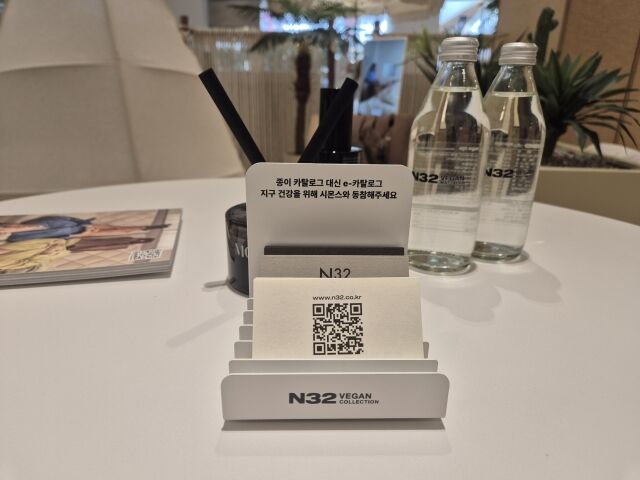 종이 카탈로그 대신 e-카탈로그
지구 건강을 위해 시몬스와 동참해주세요
N32
www.n32.co.kr
N32 VEGAN
COLLECTION
N32 VEGAN
N32